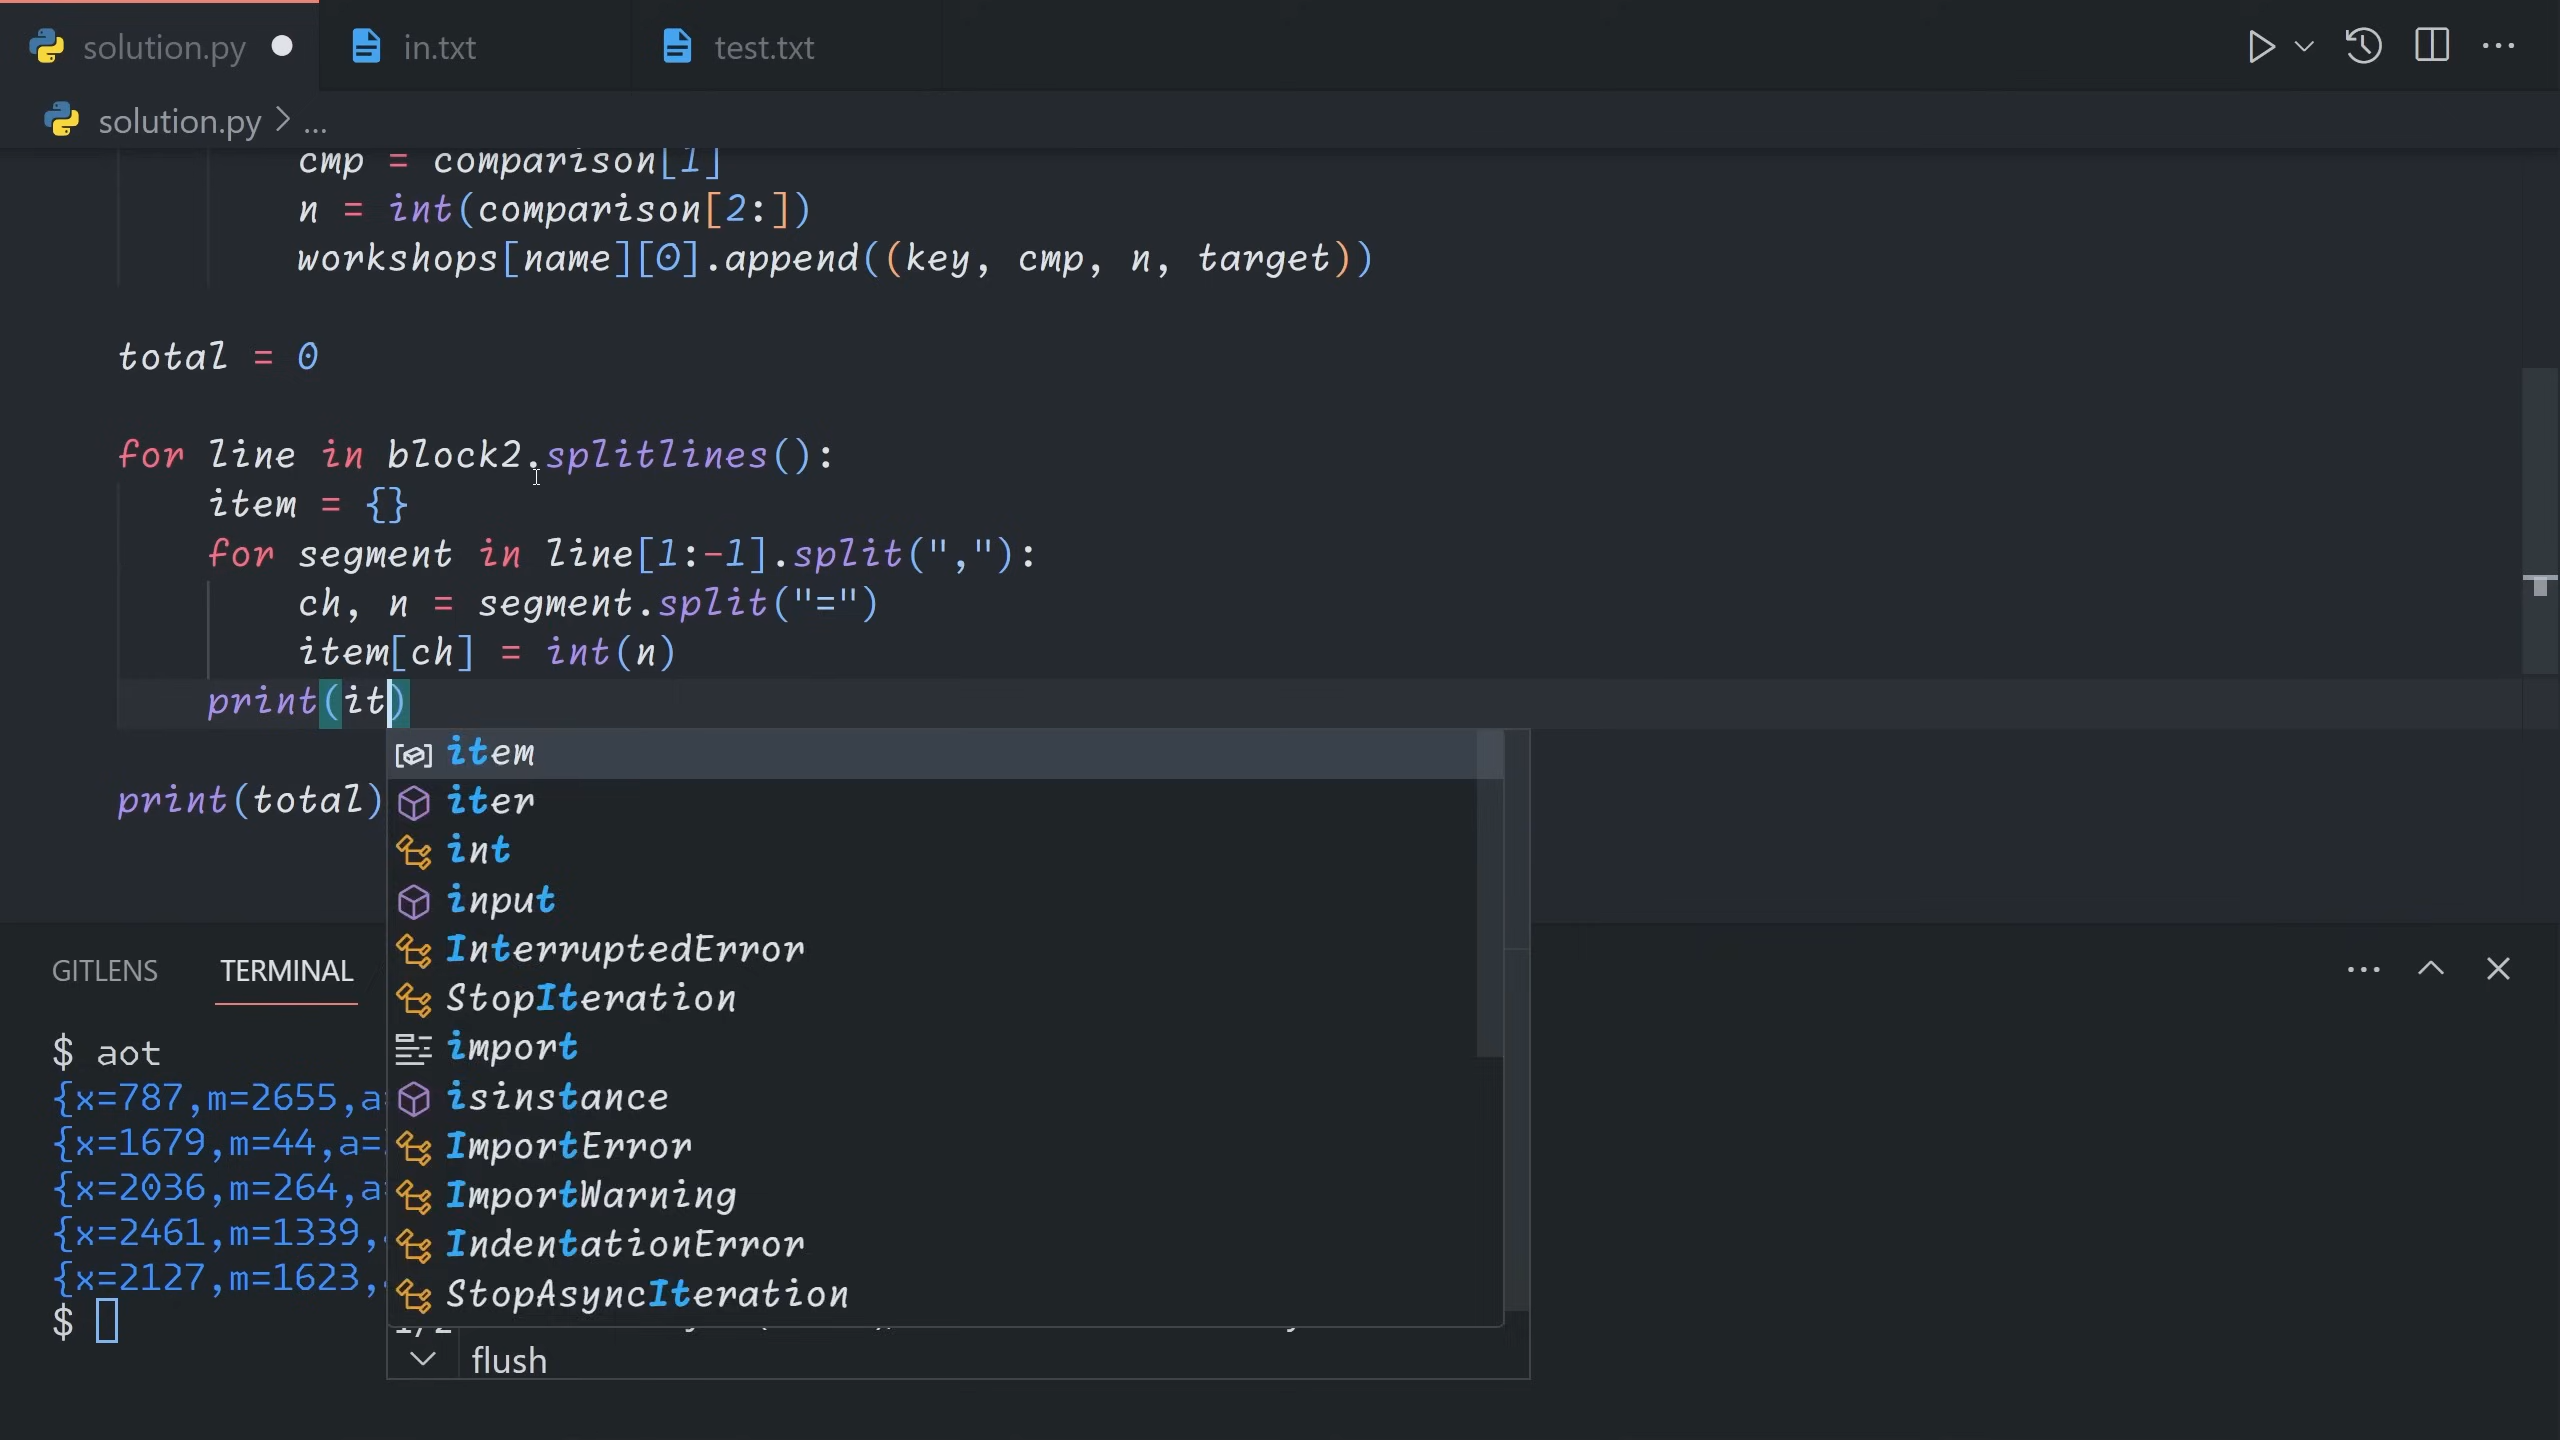 solution.py
in.txt
test.txt
solution.py > ...
cmp = comparison[1]
n = int(comparison[2:])
workshops[name][0].append((key, cmp, n, target))
total = 0
for line in block2.splitlines():
item = {}
for segment in line[1:-1].split(","):
ch, n = segment.split("=")
item[ch] = int(n)
print(it)
item
iter
print(total)
int
input
InterruptedError
GITLENS
TERMINAL
StopIteration
$ aot
import
{x=787,m=2655,a
isinstance
{x=1679,m=44,a=
ImportError
{x=2036,m=264,a
ImportWarning
{x=2461,m=1339,
IndentationError
{x=2127,m=1623,
StopAsyncIteration
$
flush